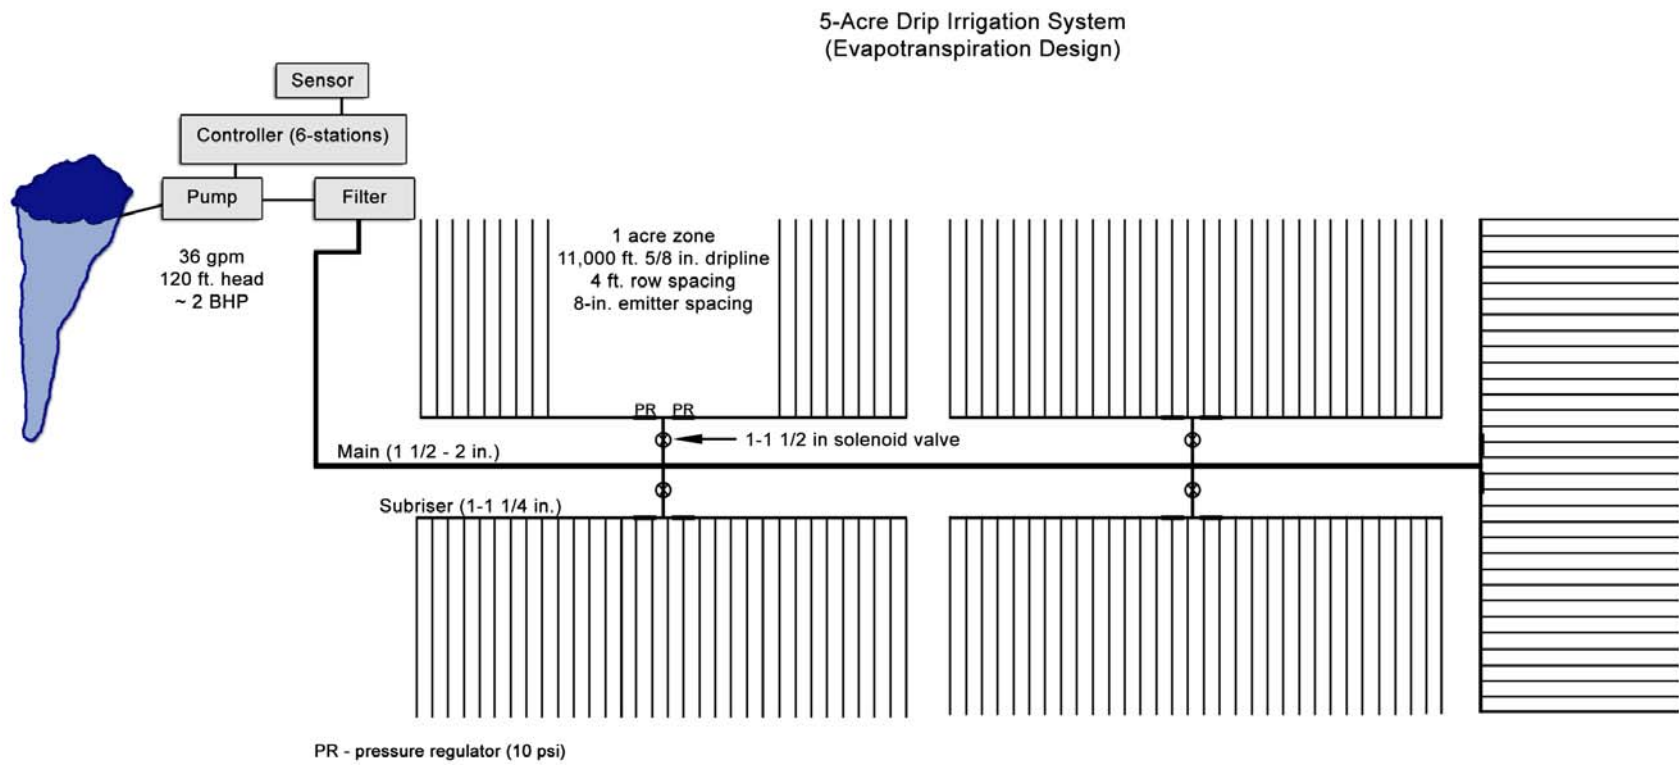 5-Acre Drip Irrigation System
(Evapotranspiration Design)
Sensor
Controller (6-stations)
Pump
Filter
36 gpm
120 ft. head
~ 2 BHP
1 acre zone
11,000 ft. 5/8 in. dripline
4 ft. row spacing
8-in. emitter spacing
PR PR
1-1 1/2 in solenoid valve
Main (1 1/2 - 2 in.)
Subriser (1-1 1/4 in.)
PR - pressure regulator (10 psi)